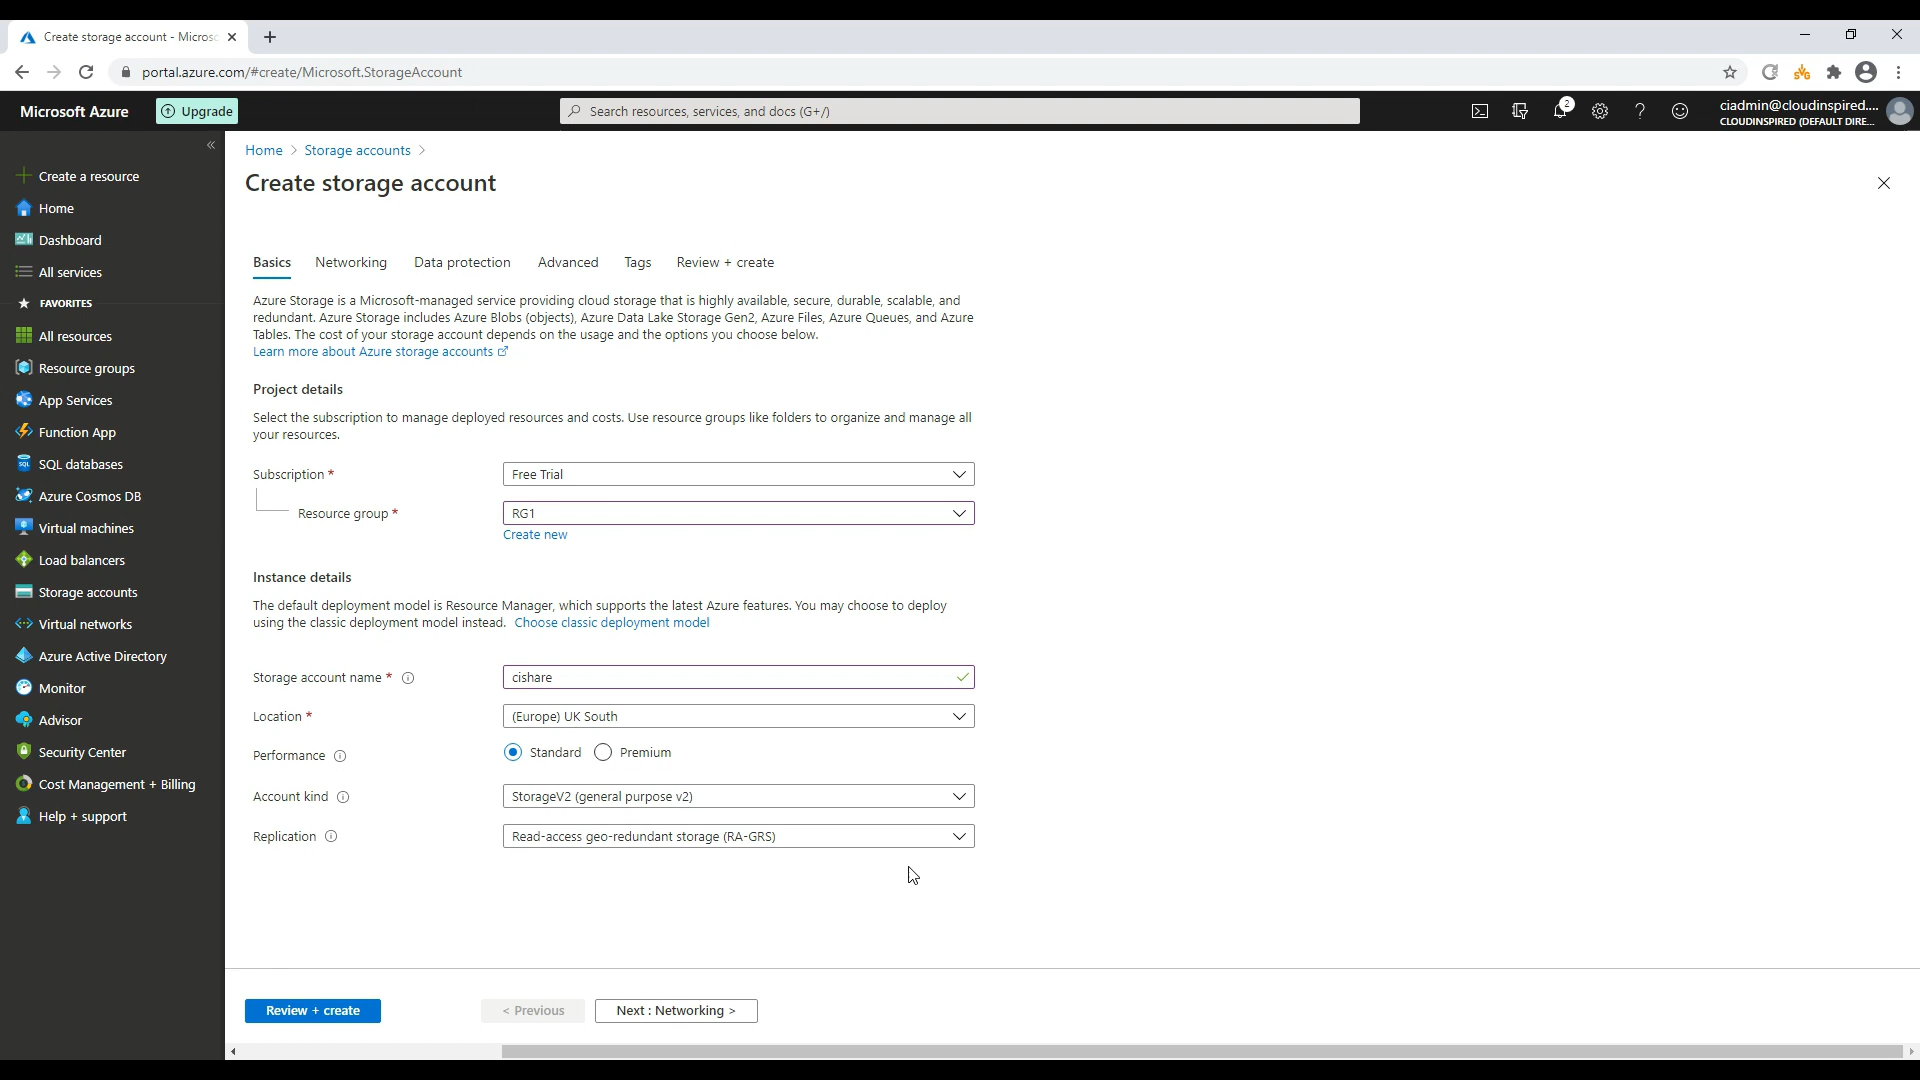 Create storage account - Micros
portal.azure.com/#create/Microsoft.StorageAccount
Microsoft Azure
Upgrade
Search resources, services, and docs (G+/)
2
ciadmin@cloudinspired....
CLOUDINSPIRED (DEFAULT DIRE...
«
Create a resource
Home
Dashboard
All services
FAVORITES
All resources
Resource groups
App Services
Function App
SQL databases
Azure Cosmos DB
Virtual machines
Load balancers
Storage accounts
Virtual networks
Azure Active Directory
Monitor
Advisor
Security Center
Cost Management + Billing
Help + support
Home > Storage accounts >
Create storage account
Basics Networking Data protection Advanced Tags Review + create
Azure Storage is a Microsoft-managed service providing cloud storage that is highly available, secure, durable, scalable, and
redundant. Azure Storage includes Azure Blobs (objects), Azure Data Lake Storage Gen2, Azure Files, Azure Queues, and Azure
Tables. The cost of your storage account depends on the usage and the options you choose below.
Learn more about Azure storage accounts
Project details
Select the subscription to manage deployed resources and costs. Use resource groups like folders to organize and manage all
your resources.
Subscription * Free Trial
Resource group * RG1
Create new
Instance details
The default deployment model is Resource Manager, which supports the latest Azure features. You may choose to deploy
using the classic deployment model instead. Choose classic deployment model
Storage account name * cishare
Location * (Europe) UK South
Performance Standard Premium
Account kind StorageV2 (general purpose v2)
Replication Read-access geo-redundant storage (RA-GRS)
Review + create < Previous Next : Networking >